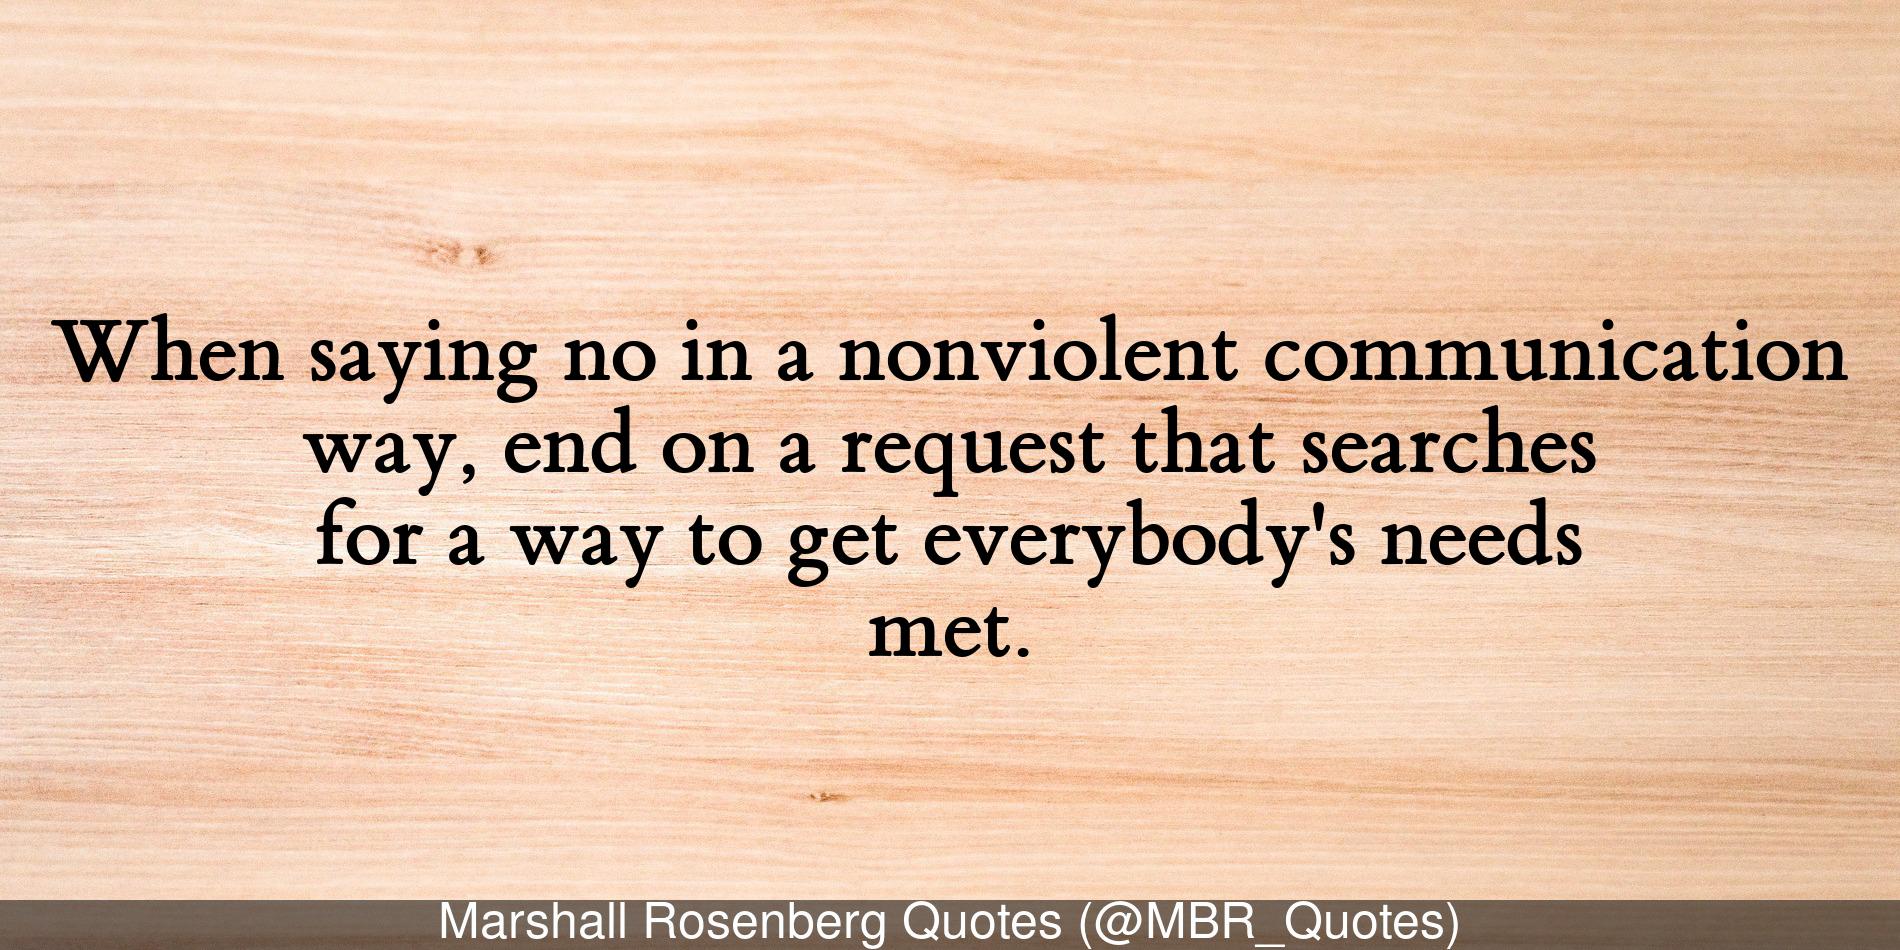 When saying no in a nonviolent communication
way, end on a request that searches
for a way to get everybody's needs
met.
Marshall Rosenberg Quotes (@MBR_Quotes)